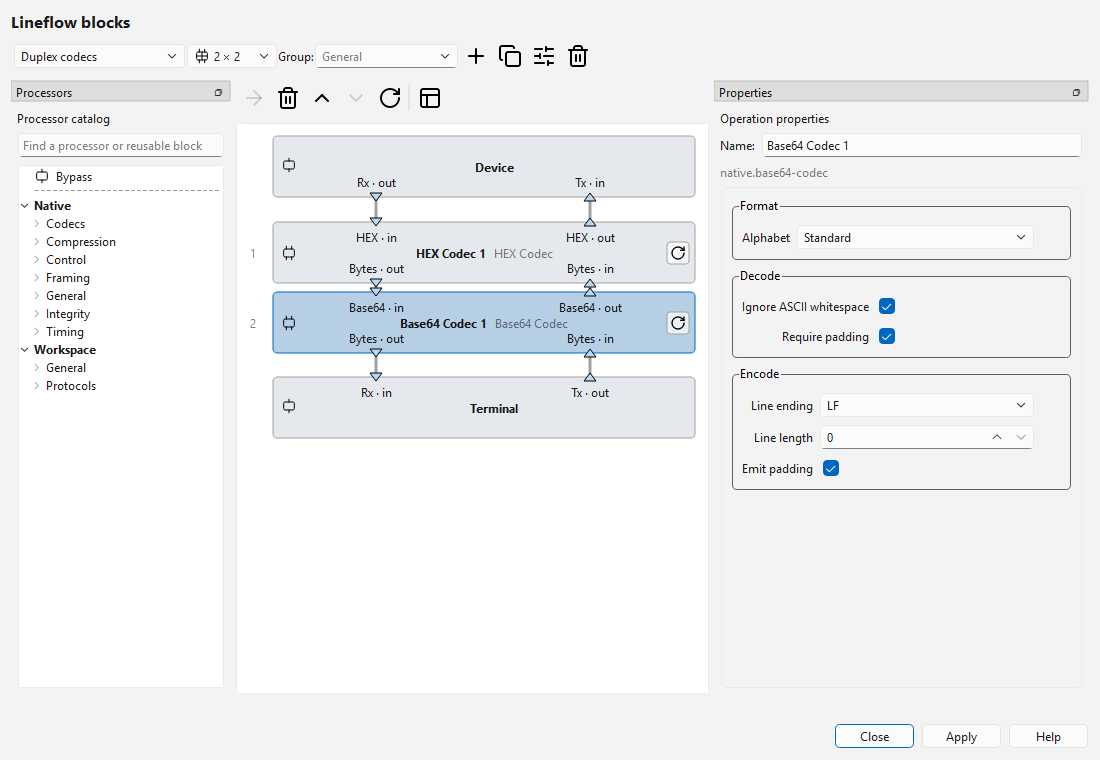 Lineflow blocks
Duplex codecs 2 × 2 Group: General
Processors
Processor catalog
Find a processor or reusable block
Bypass
Native
Codecs
Compression
Control
Framing
General
Integrity
Timing
Workspace
General
Protocols
Device
Rx · out Tx · in
HEX · in HEX · out
1 HEX Codec 1 HEX Codec
Bytes · out Bytes · in
Base64 · in Base64 · out
2 Base64 Codec 1 Base64 Codec
Bytes · out Bytes · in
Rx · in Tx · out
Terminal
Properties
Operation properties
Name: Base64 Codec 1
native.base64-codec
Format
Alphabet Standard
Decode
Ignore ASCII whitespace
Require padding
Encode
Line ending LF
Line length 0
Emit padding
Close Apply Help